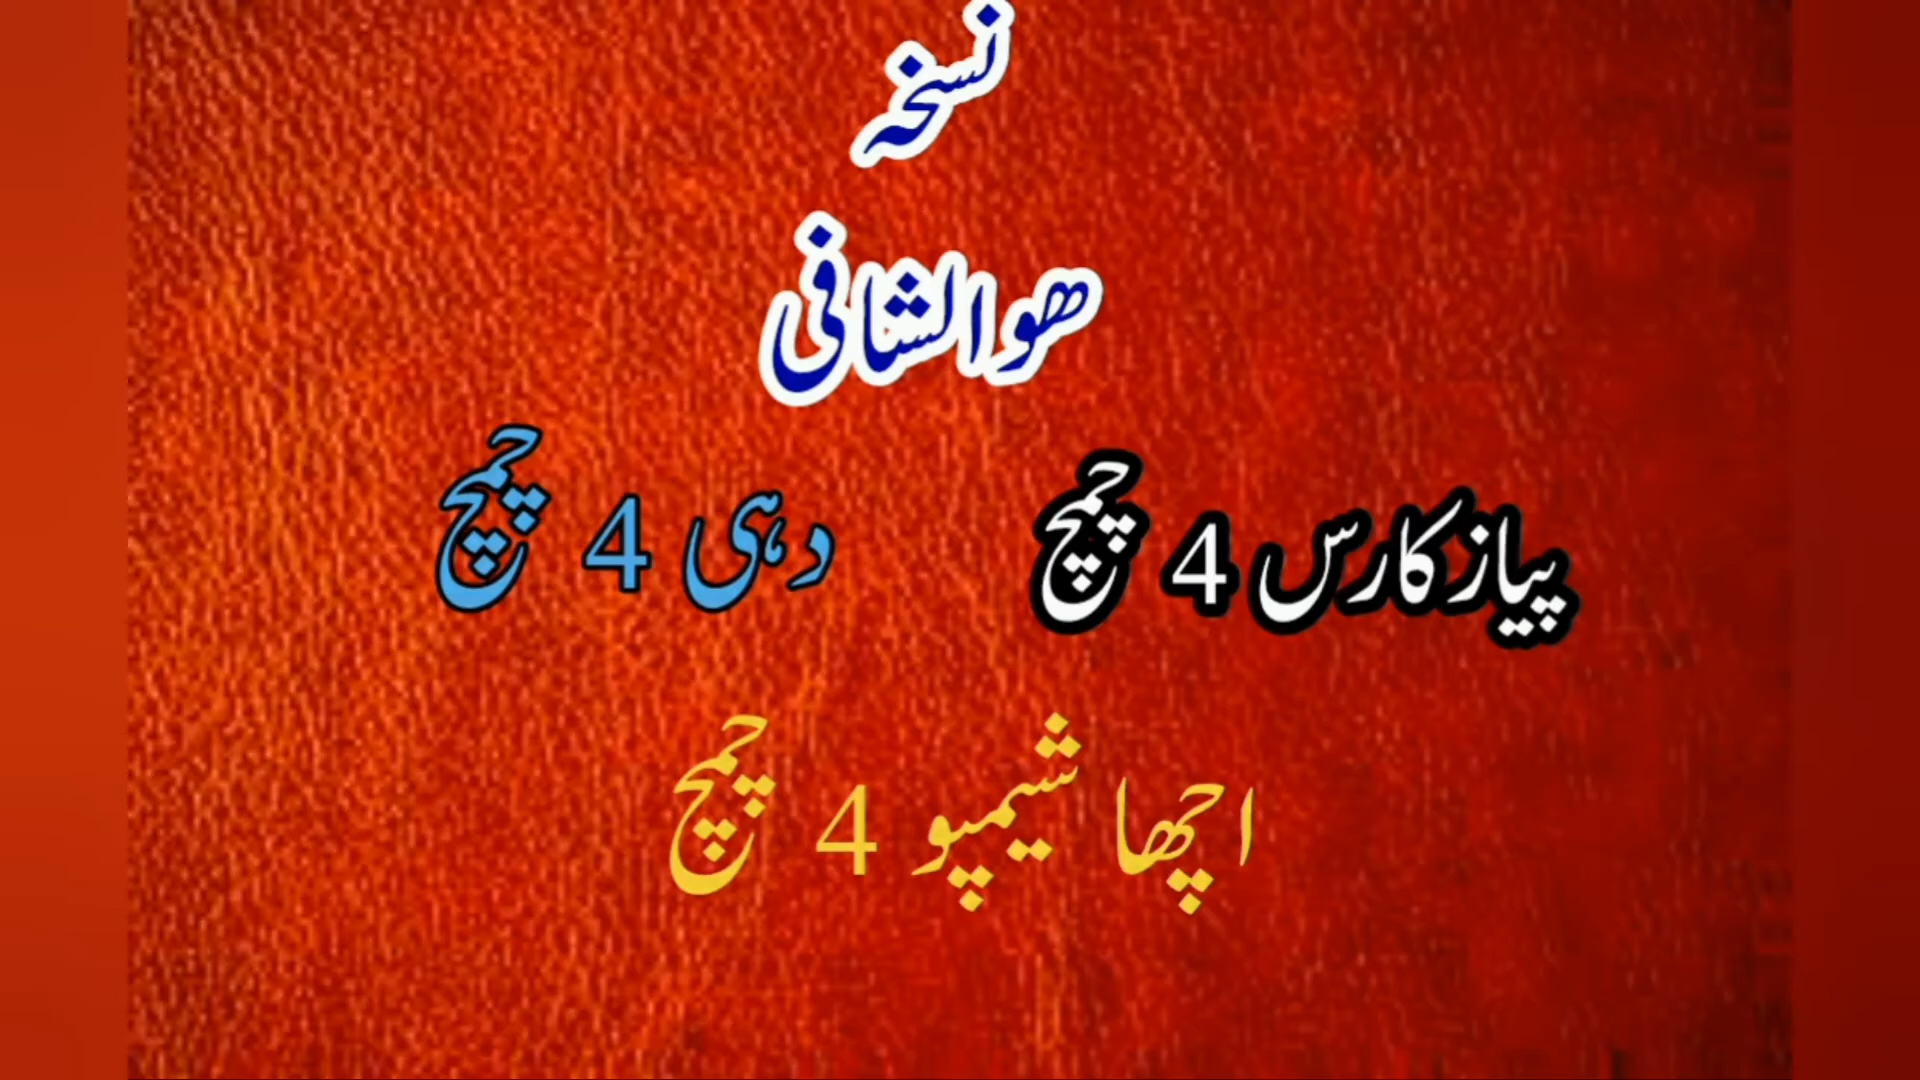 نسخہ
ھوالشافی
پیاز کا رس 4 چمچ دہی 4 چمچ
اچھا شیمپو 4 چمچ